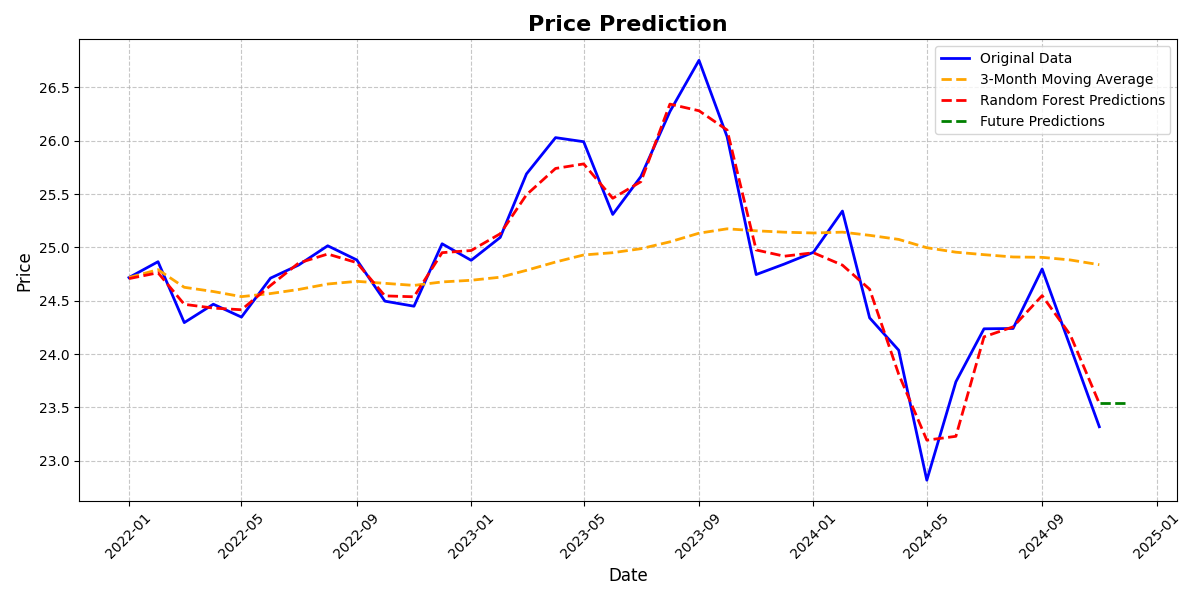 Price Prediction
Original Data
3-Month Moving Average
Random Forest Predictions
Future Predictions
Price
26.5
26.0
25.5
25.0
24.5
24.0
23.5
23.0
2022-01
2022-05
2022-09
2023-01
2023-05
2023-09
2024-01
2024-05
2024-09
2025-01
Date